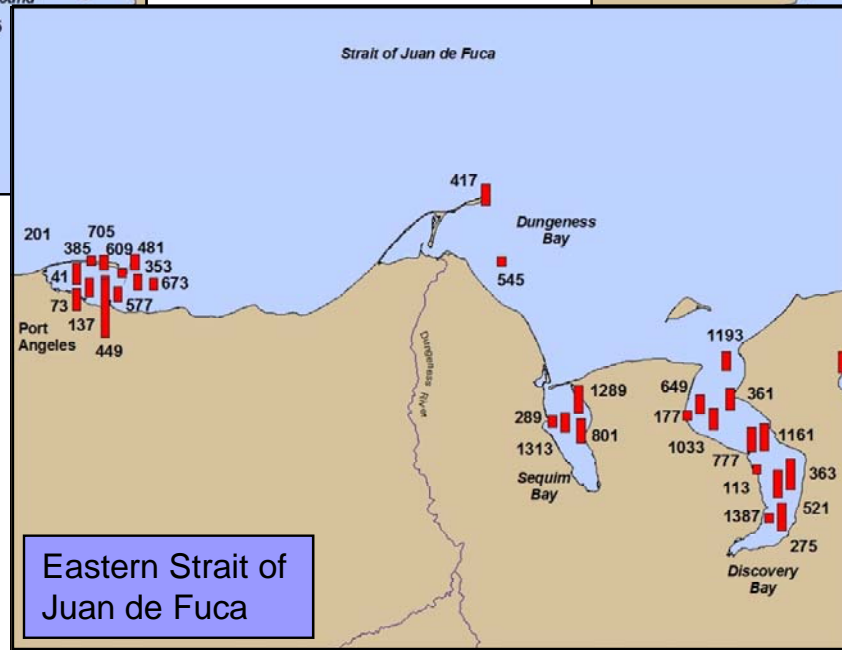 Strait of Juan de Fuca
417
Dungeness
Bay
545
201
705
385
609
481
353
41
673
73
577
137
Port
Angeles
449
Dungeness River
1193
649
361
1289
289
177
801
1313
1033
1161
777
363
Sequim
Bay
113
521
1387
275
Discovery
Bay
Eastern Strait of
Juan de Fuca